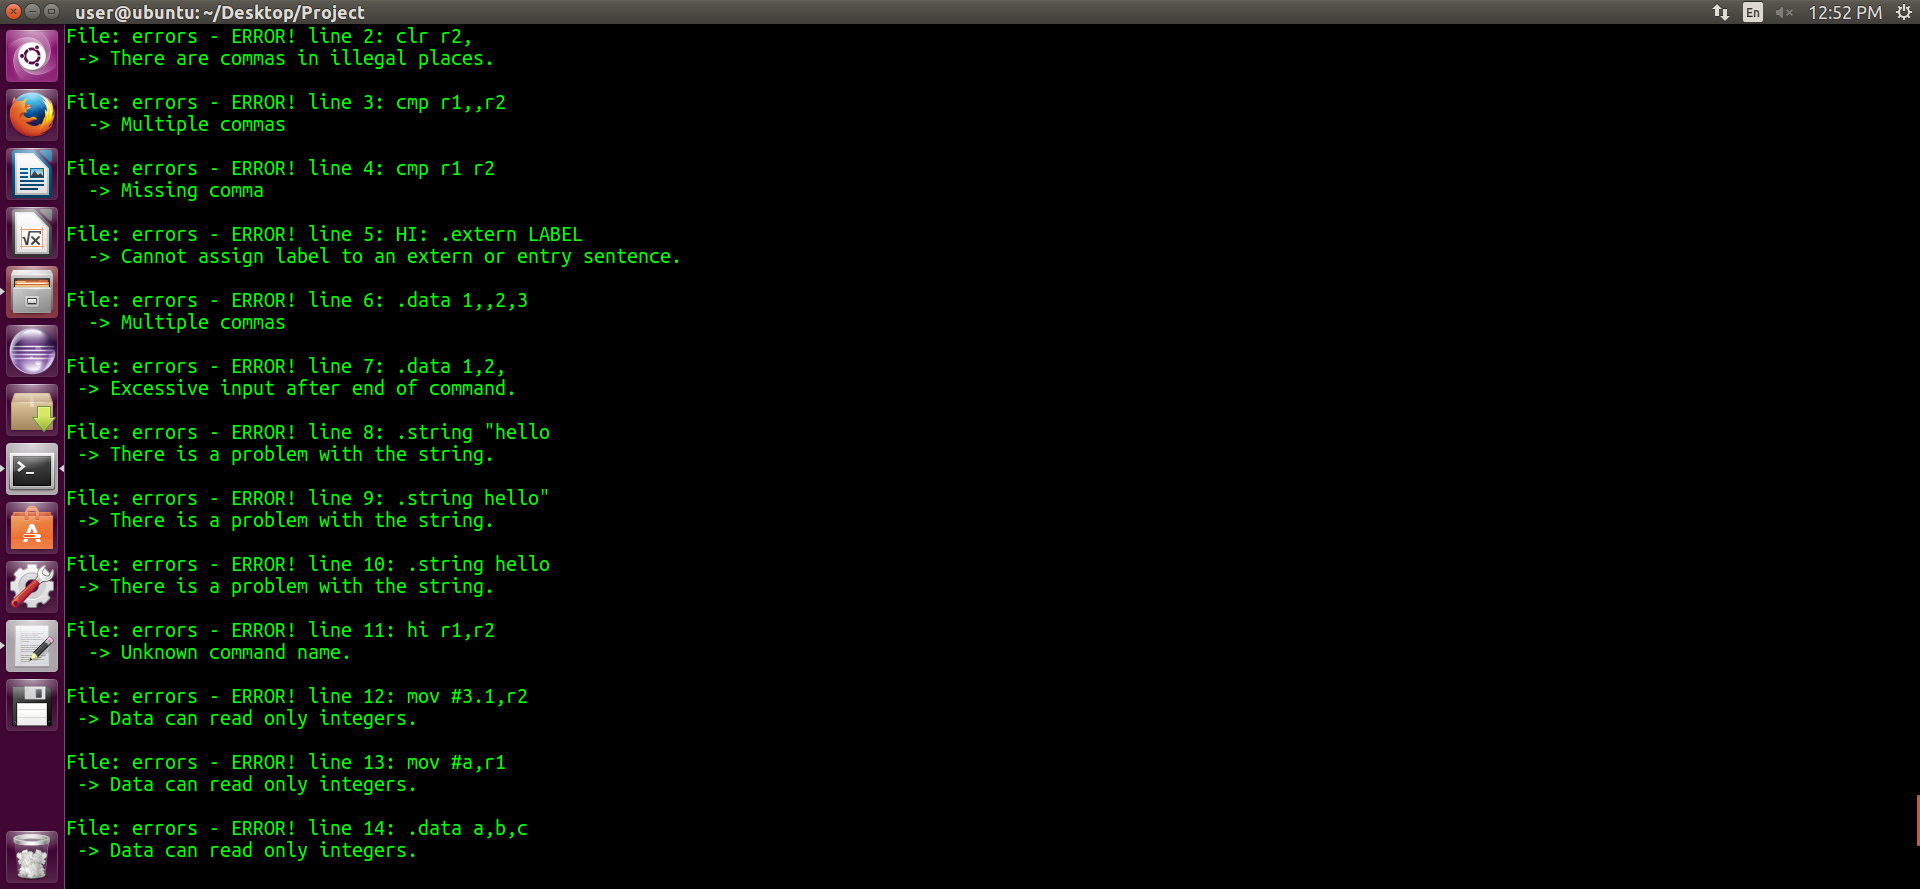 user@ubuntu: ~/Desktop/Project
En
12:52 PM
File: errors - ERROR! line 2: clr r2,
-> There are commas in illegal places.
File: errors - ERROR! line 3: cmp r1,,r2
-> Multiple commas
File: errors - ERROR! line 4: cmp r1 r2
-> Missing comma
File: errors - ERROR! line 5: HI: .extern LABEL
-> Cannot assign label to an extern or entry sentence.
File: errors - ERROR! line 6: .data 1,,2,3
-> Multiple commas
File: errors - ERROR! line 7: .data 1,2,
-> Excessive input after end of command.
File: errors - ERROR! line 8: .string "hello
-> There is a problem with the string.
File: errors - ERROR! line 9: .string hello"
-> There is a problem with the string.
File: errors - ERROR! line 10: .string hello
-> There is a problem with the string.
File: errors - ERROR! line 11: hi r1,r2
-> Unknown command name.
File: errors - ERROR! line 12: mov #3.1,r2
-> Data can read only integers.
File: errors - ERROR! line 13: mov #a,r1
-> Data can read only integers.
File: errors - ERROR! line 14: .data a,b,c
-> Data can read only integers.